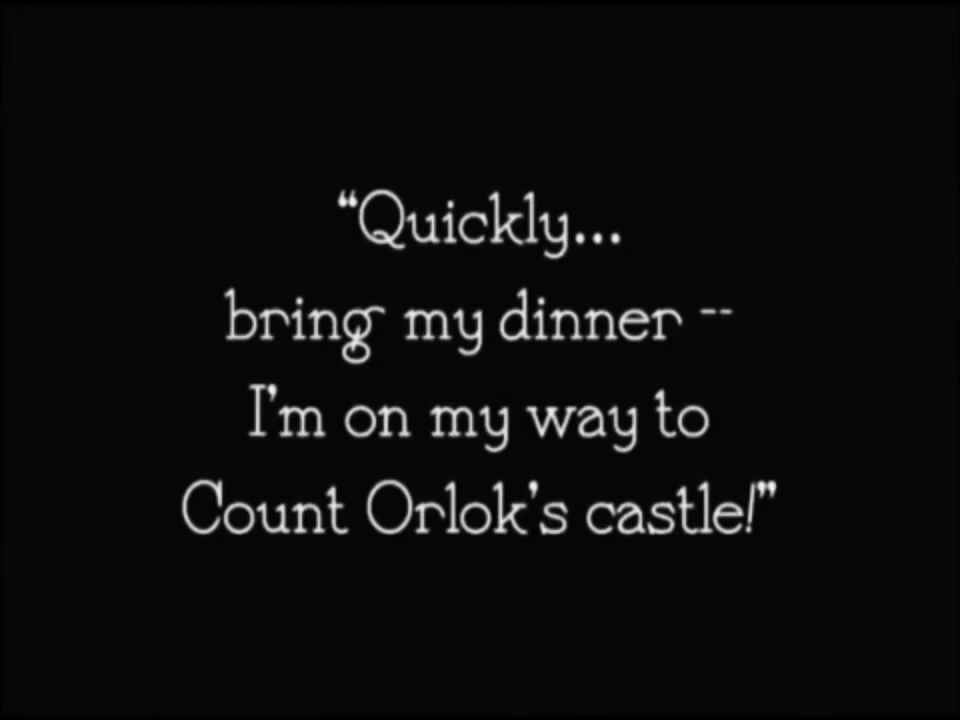 “Quickly...
bring my dinner --
I’m on my way to
Count Orlok’s castle!”